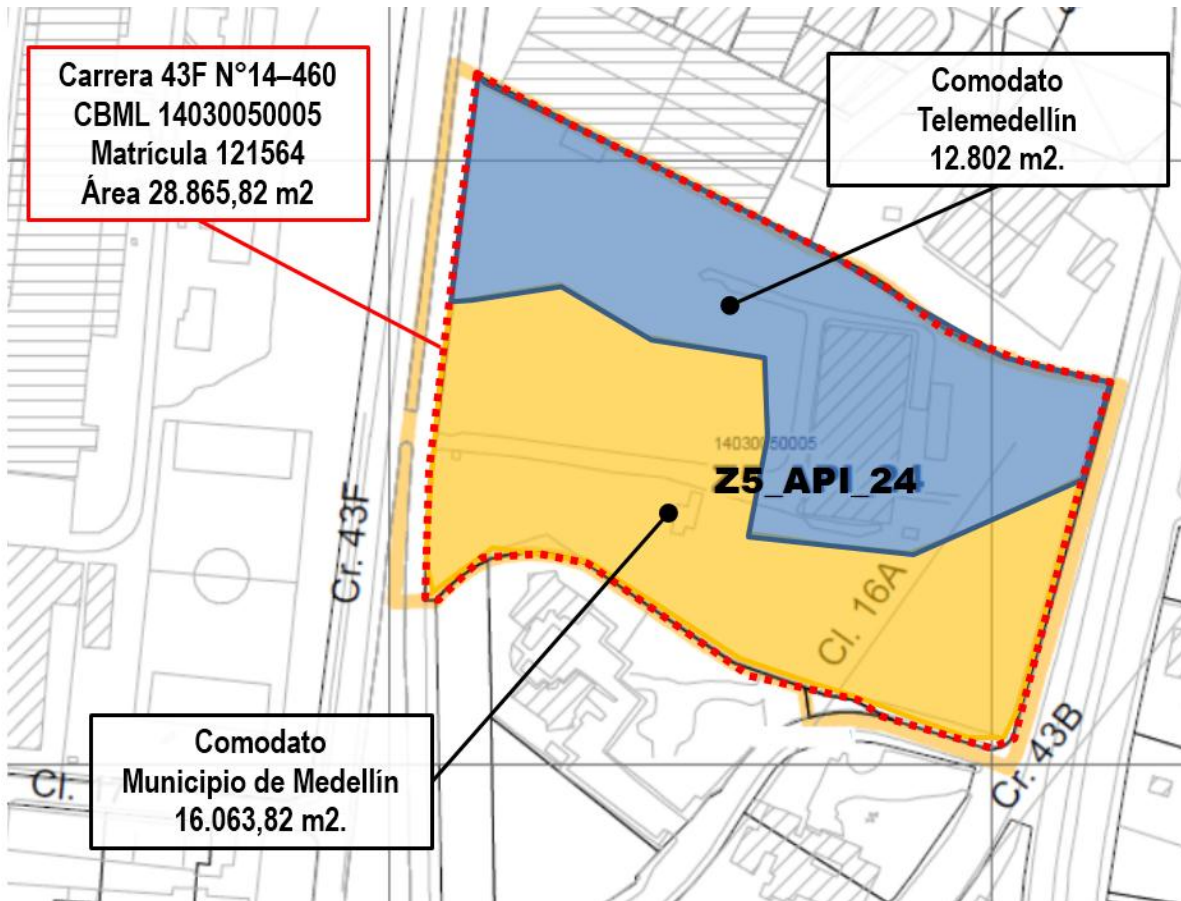 Carrera 43F N°14–460
CBML 14030050005
Matrícula 121564
Área 28.865,82 m2
Comodato
Telemedellín
12.802 m2.
14030050005
Z5_API_24
Cr. 43F
Cl. 16A
Comodato
Municipio de Medellín
16.063,82 m2.
Cr. 43B
Cl.